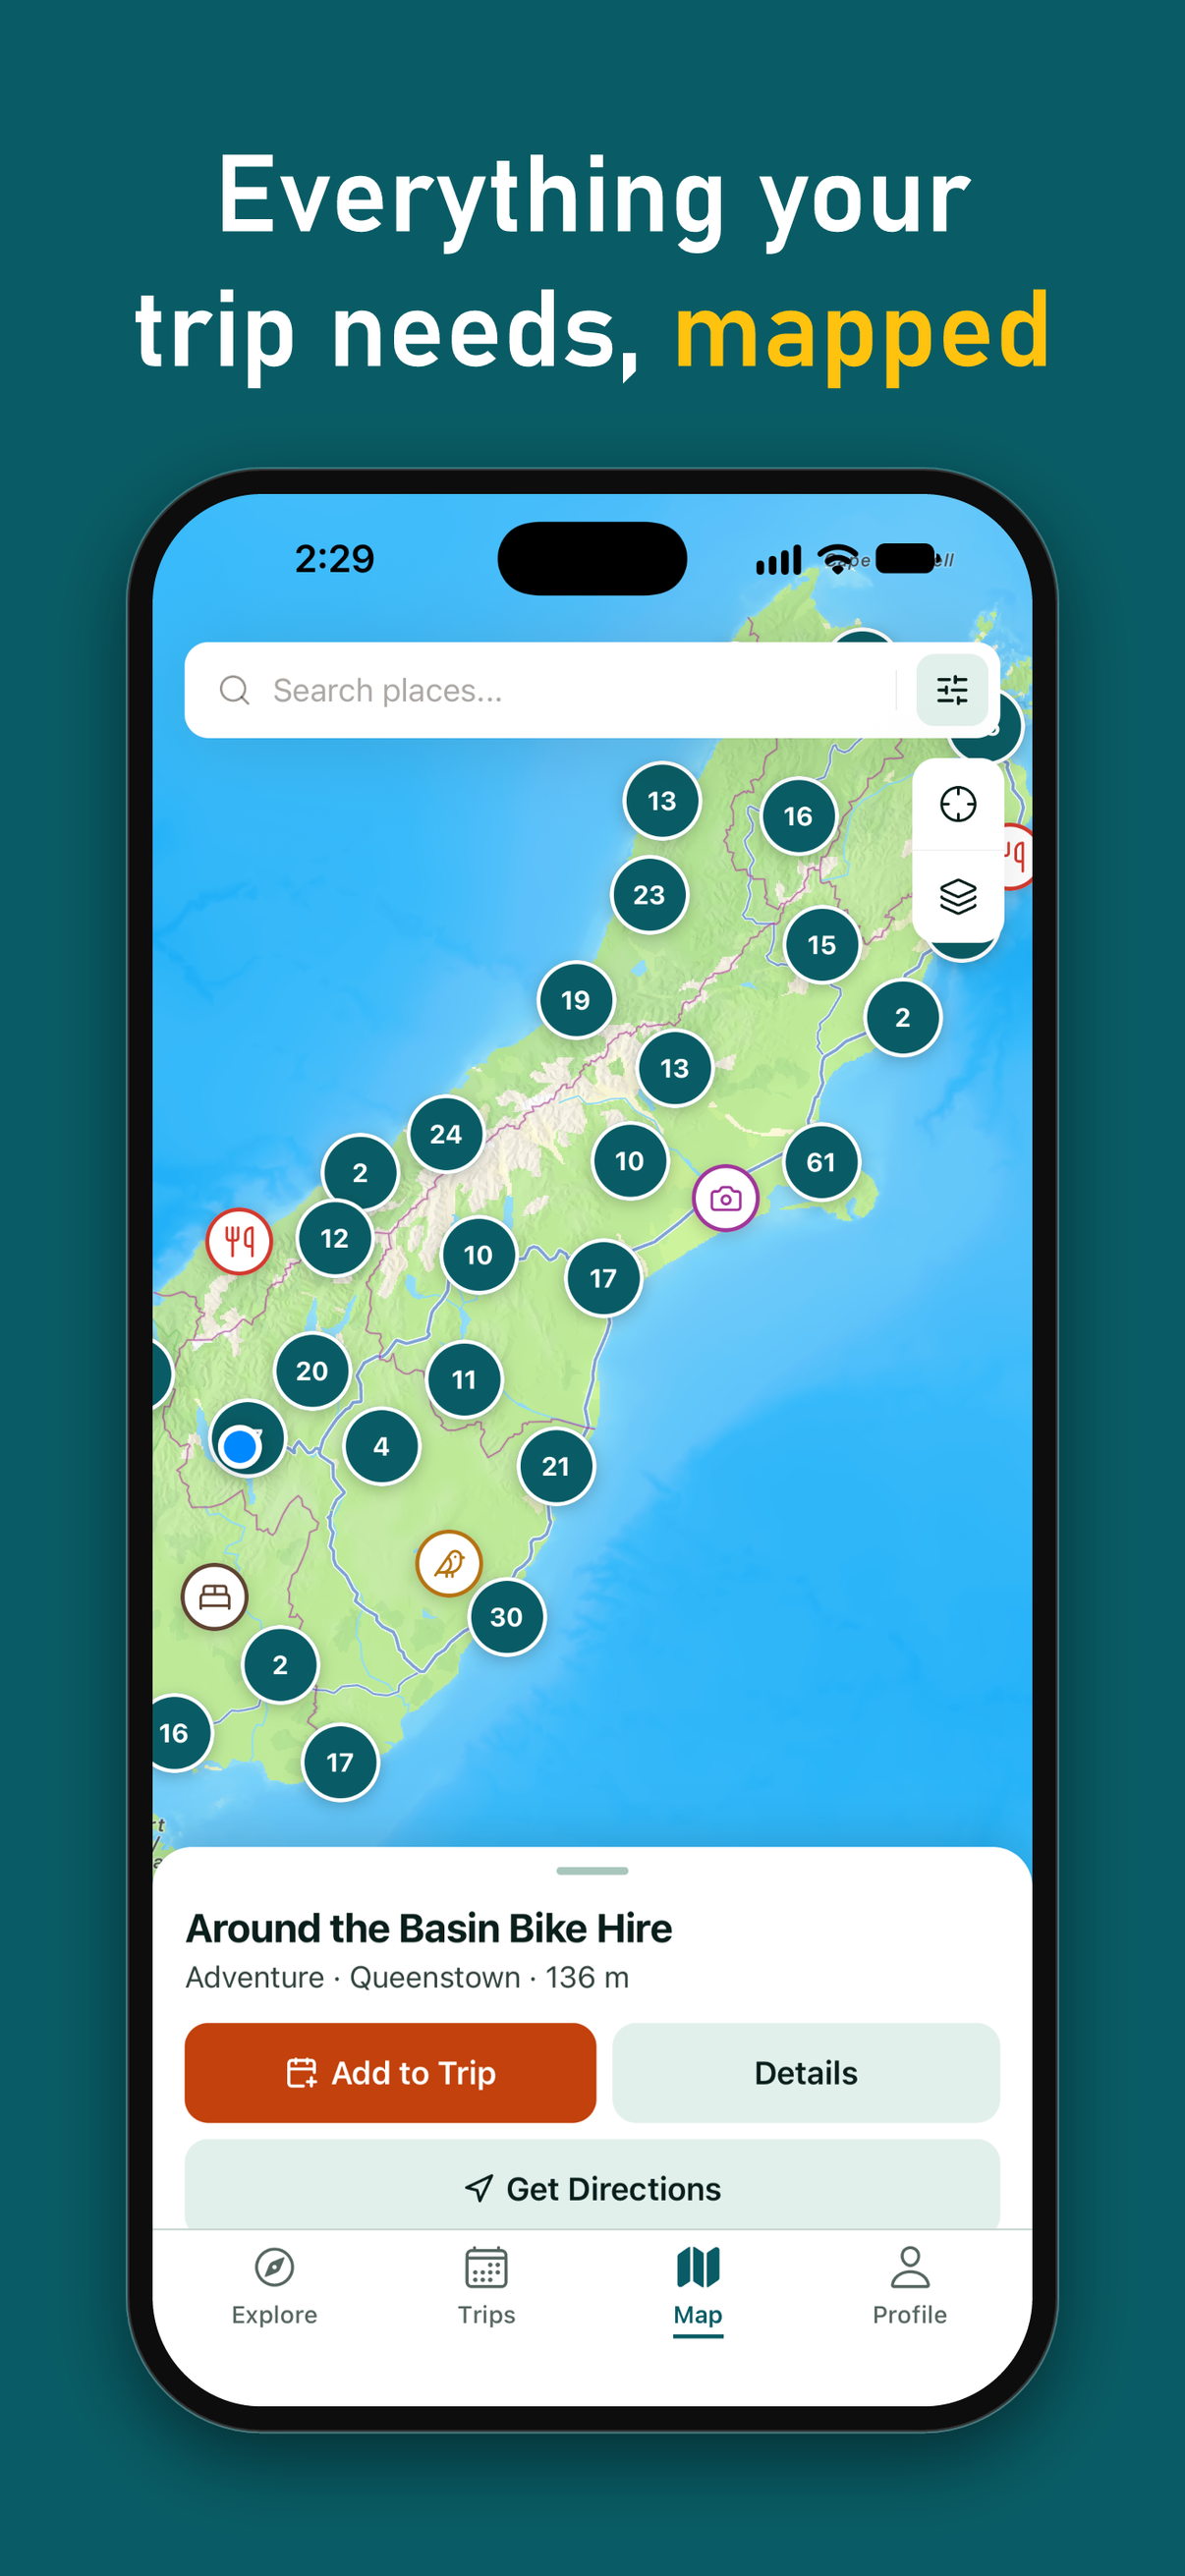 Everything your
trip needs, mapped
2:29
Search places...
13
16
23
15
19
2
13
24
10
61
2
12
10
17
20
11
4
21
30
2
16
17
Around the Basin Bike Hire
Adventure · Queenstown · 136 m
Add to Trip
Details
Get Directions
Explore
Trips
Map
Profile